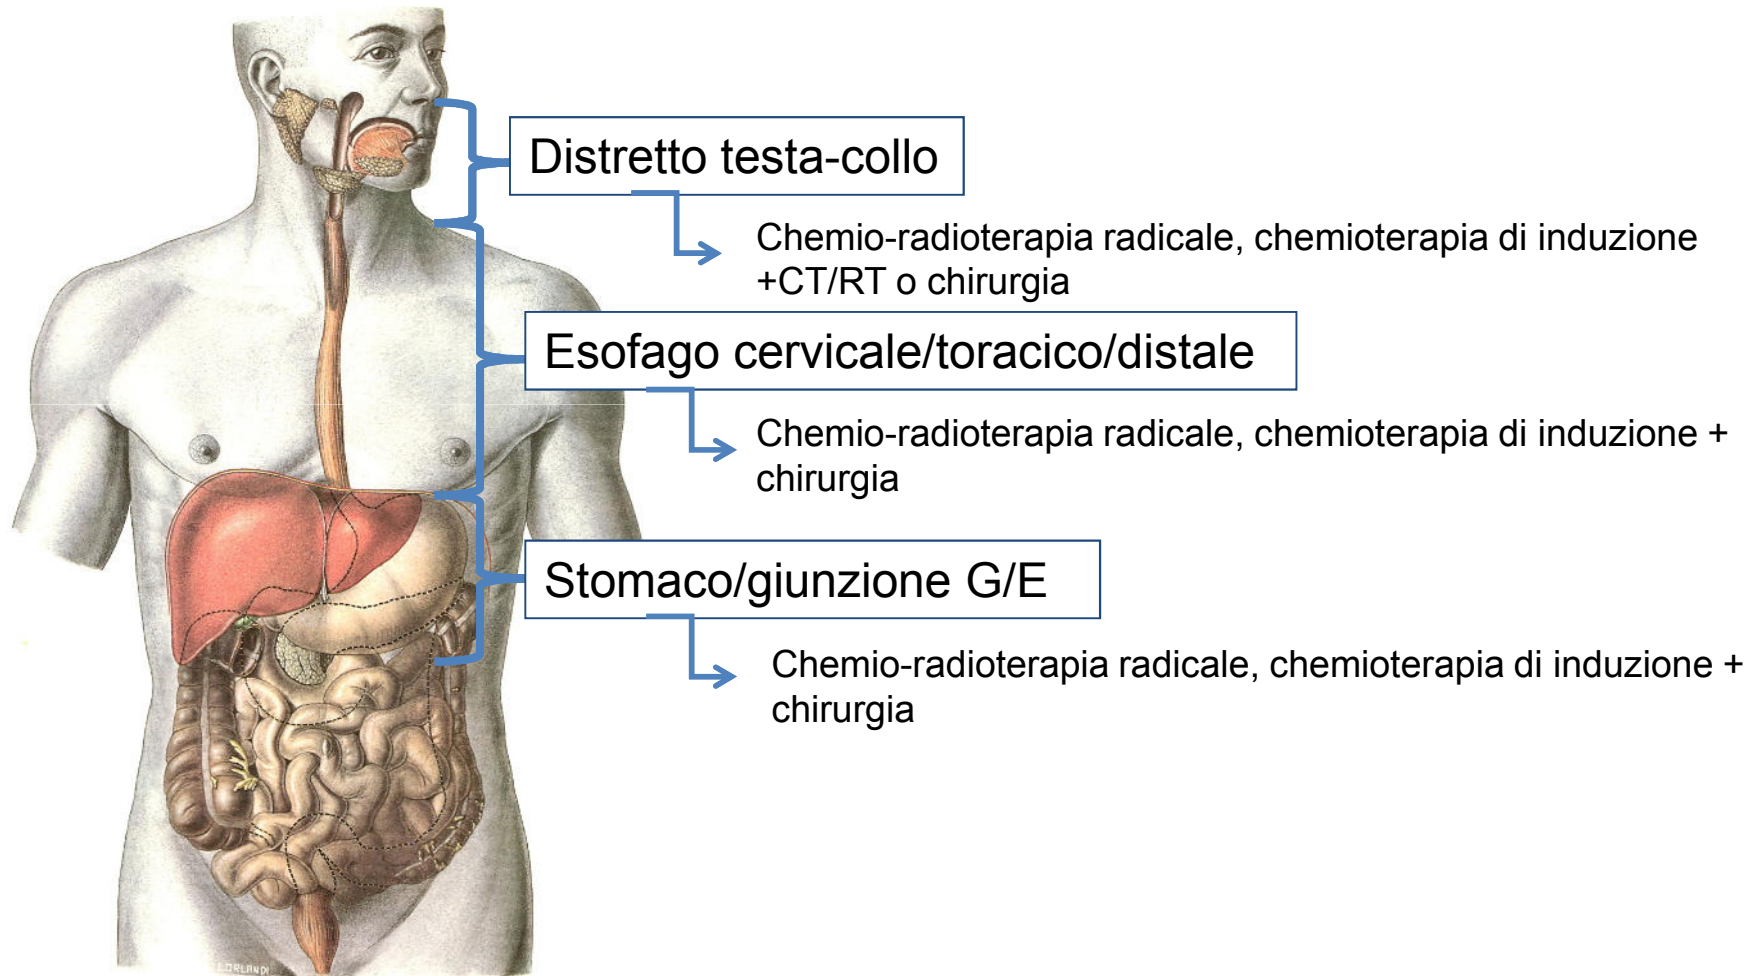 Distretto testa-collo
Chemio-radioterapia radicale, chemioterapia di induzione
+CT/RT o chirurgia
Esofago cervicale/toracico/distale
Chemio-radioterapia radicale, chemioterapia di induzione +
chirurgia
Stomaco/giunzione G/E
Chemio-radioterapia radicale, chemioterapia di induzione +
chirurgia